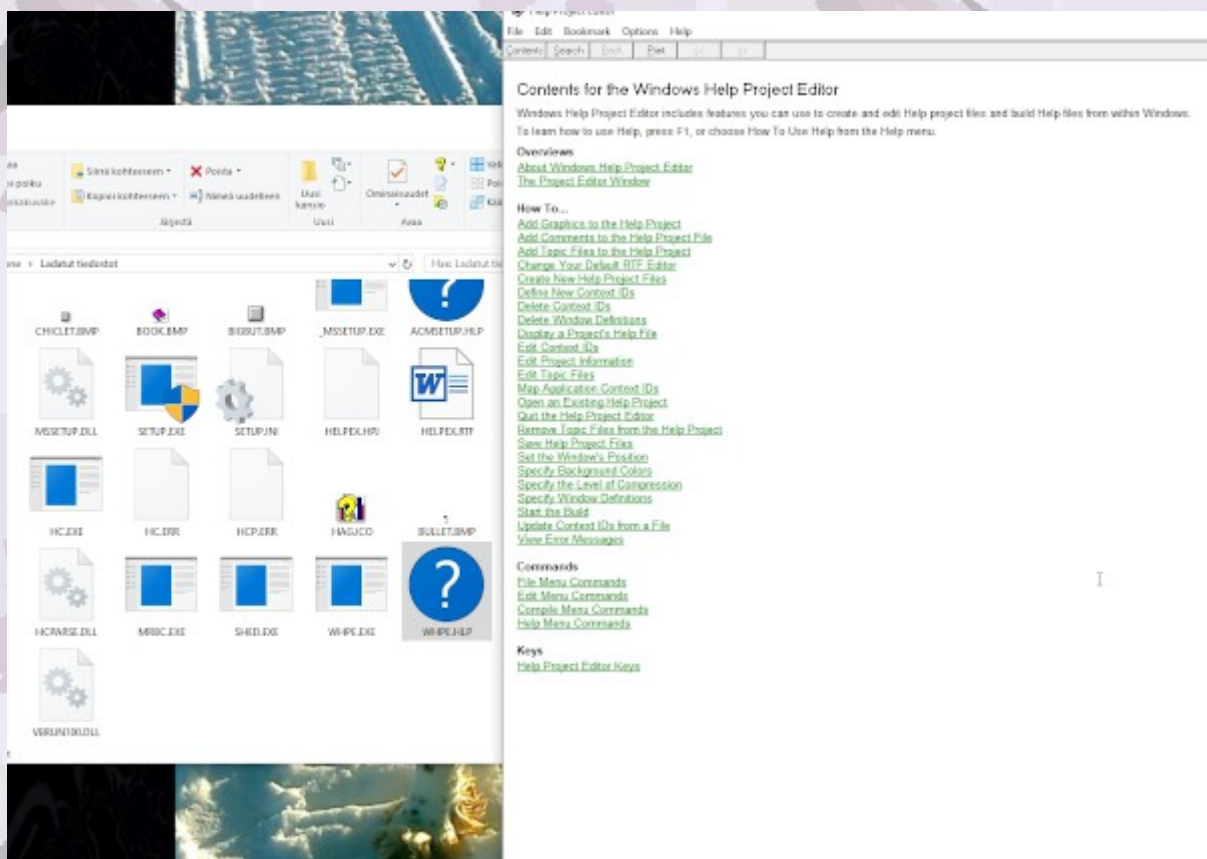 Help Project Editor
File Edit Bookmark Options Help
Contents Search Back Print << >>
Contents for the Windows Help Project Editor
Windows Help Project Editor includes features you can use to create and edit Help project files and build Help files from within Windows.
To learn how to use Help, press F1, or choose How To Use Help from the Help menu.
Overviews
About Windows Help Project Editor
The Project Editor Window
How To...
Add Graphics to the Help Project
Add Comments to the Help Project File
Add Topic Files to the Help Project
Change Your Default RTF Editor
Create New Help Project Files
Define New Context IDs
Delete Context IDs
Delete Window Definitions
Display a Project's Help File
Edit Context IDs
Edit Project Information
Edit Topic Files
Map Application Context IDs
Open an Existing Help Project
Quit the Help Project Editor
Remove Topic Files from the Help Project
Save Help Project Files
Set the Window's Position
Specify Background Colors
Specify the Level of Compression
Specify Window Definitions
Start the Build
Update Context IDs from a File
View Error Messages
Commands
File Menu Commands
Edit Menu Commands
Compile Menu Commands
Help Menu Commands
Keys
Help Project Editor Keys
Siirrä kohteeseen
Poista
Kopioi kohteeseen
Nimeä uudelleen
Uusi
kansio
Ominaisuudet
Järjestä
Uusi
Avaa
Ladatut tiedostot
Hae: Ladatut tie
CHICLET.BMP BOOK.BMP BIGBUT.BMP _MSSETUP.EXE ACMSETUP.HLP
MSSETUP.DLL SETUP.EXE SETUP.INI HELPEX.HPJ HELPEX.RTF
HC.EXE HC.ERR HCP.ERR HAG.ICO BULLET.BMP
HCPARSE.DLL MRBC.EXE SHED.EXE WHPE.EXE WHPE.HLP
VBRUN100.DLL